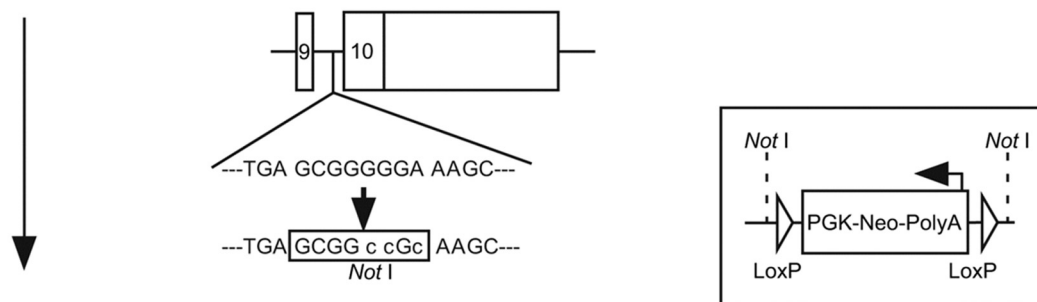 9 10
---TGA GCGGGGGA AAGC---
---TGA GCGG c cGc AAGC---
Not I
Not I Not I
PGK-Neo-PolyA
LoxP LoxP